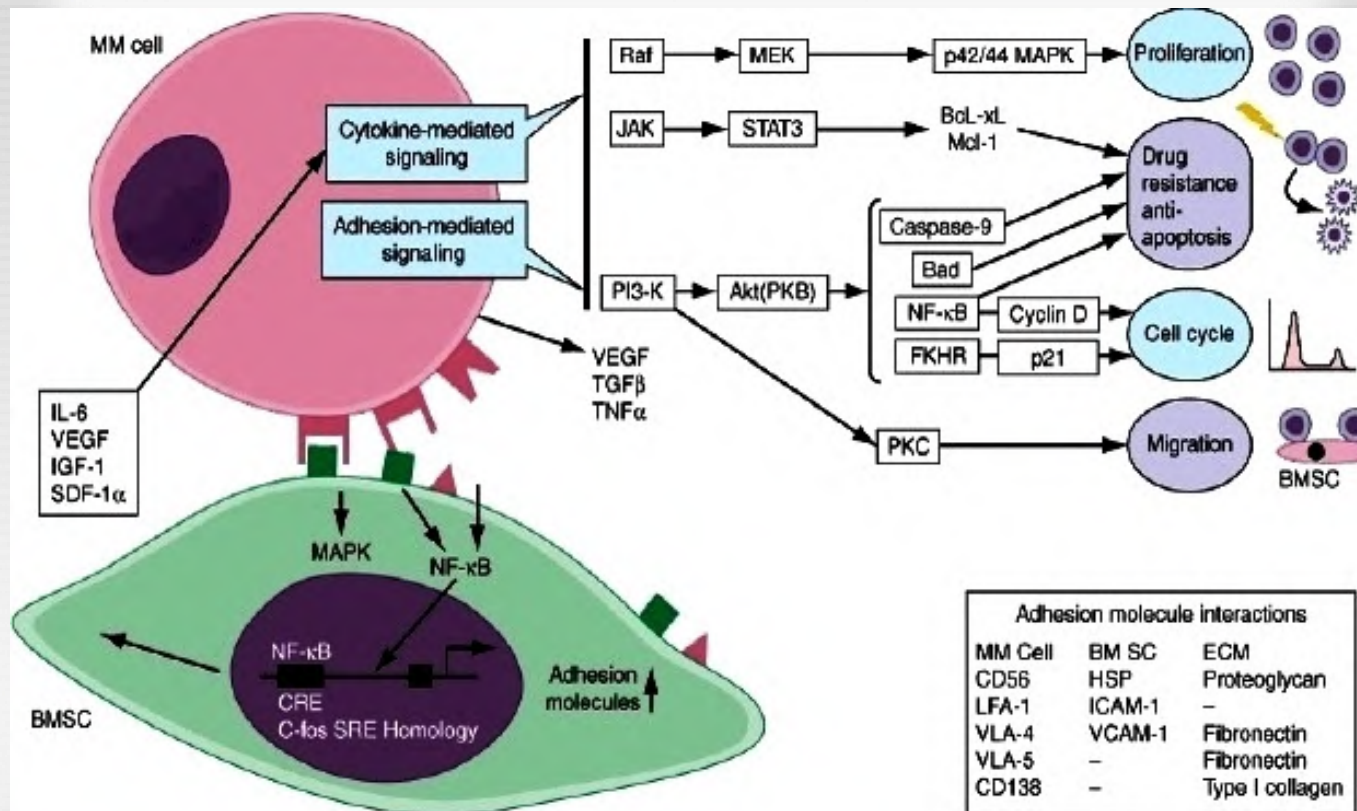 MM cell
Cytokine-mediated
signaling
Adhesion-mediated
signaling
Raf
MEK
p42/44 MAPK
Proliferation
JAK
STAT3
BcL-xL
Mcl-1
Drug
resistance
anti-
apoptosis
Caspase-9
Bad
PI3-K
Akt(PKB)
NF-κB
Cyclin D
FKHR
p21
Cell cycle
VEGF
TGFβ
TNFα
PKC
Migration
BMSC
IL-6
VEGF
IGF-1
SDF-1α
MAPK
NF-κB
NF-κB
CRE
C-fos SRE Homology
Adhesion
molecules
BMSC
Adhesion molecule interactions
MM Cell BM SC ECM
CD56 HSP Proteoglycan
LFA-1 ICAM-1 –
VLA-4 VCAM-1 Fibronectin
VLA-5 – Fibronectin
CD138 – Type I collagen